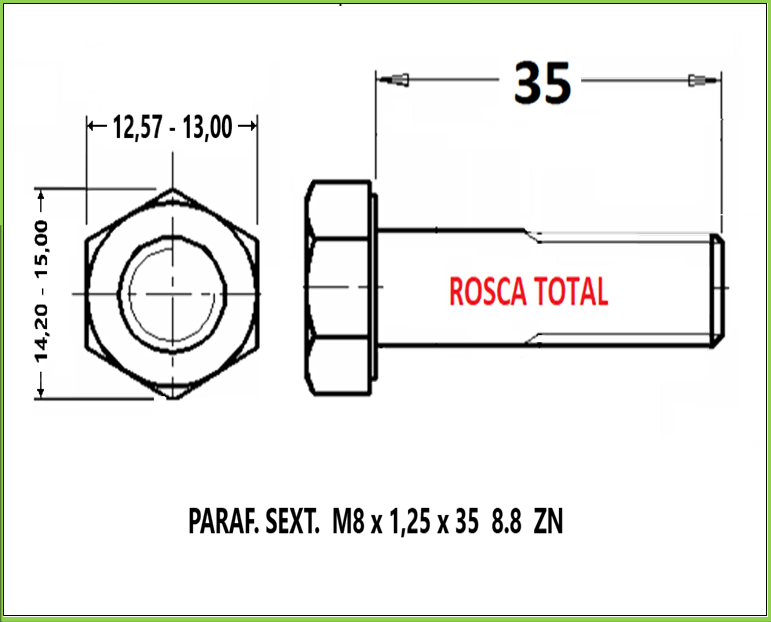 35
12,57 - 13,00
14,20 - 15,00
ROSCA TOTAL
PARAF. SEXT. M8 x 1,25 x 35 8.8 ZN